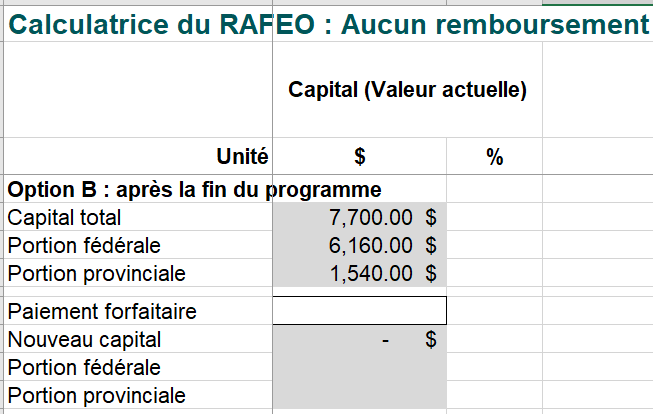 Calculatrice du RAFEO : Aucun remboursement
Capital (Valeur actuelle)
Unité $ %
Option B : après la fin du programme
Capital total 7,700.00 $
Portion fédérale 6,160.00 $
Portion provinciale 1,540.00 $
Paiement forfaitaire
Nouveau capital - $
Portion fédérale
Portion provinciale